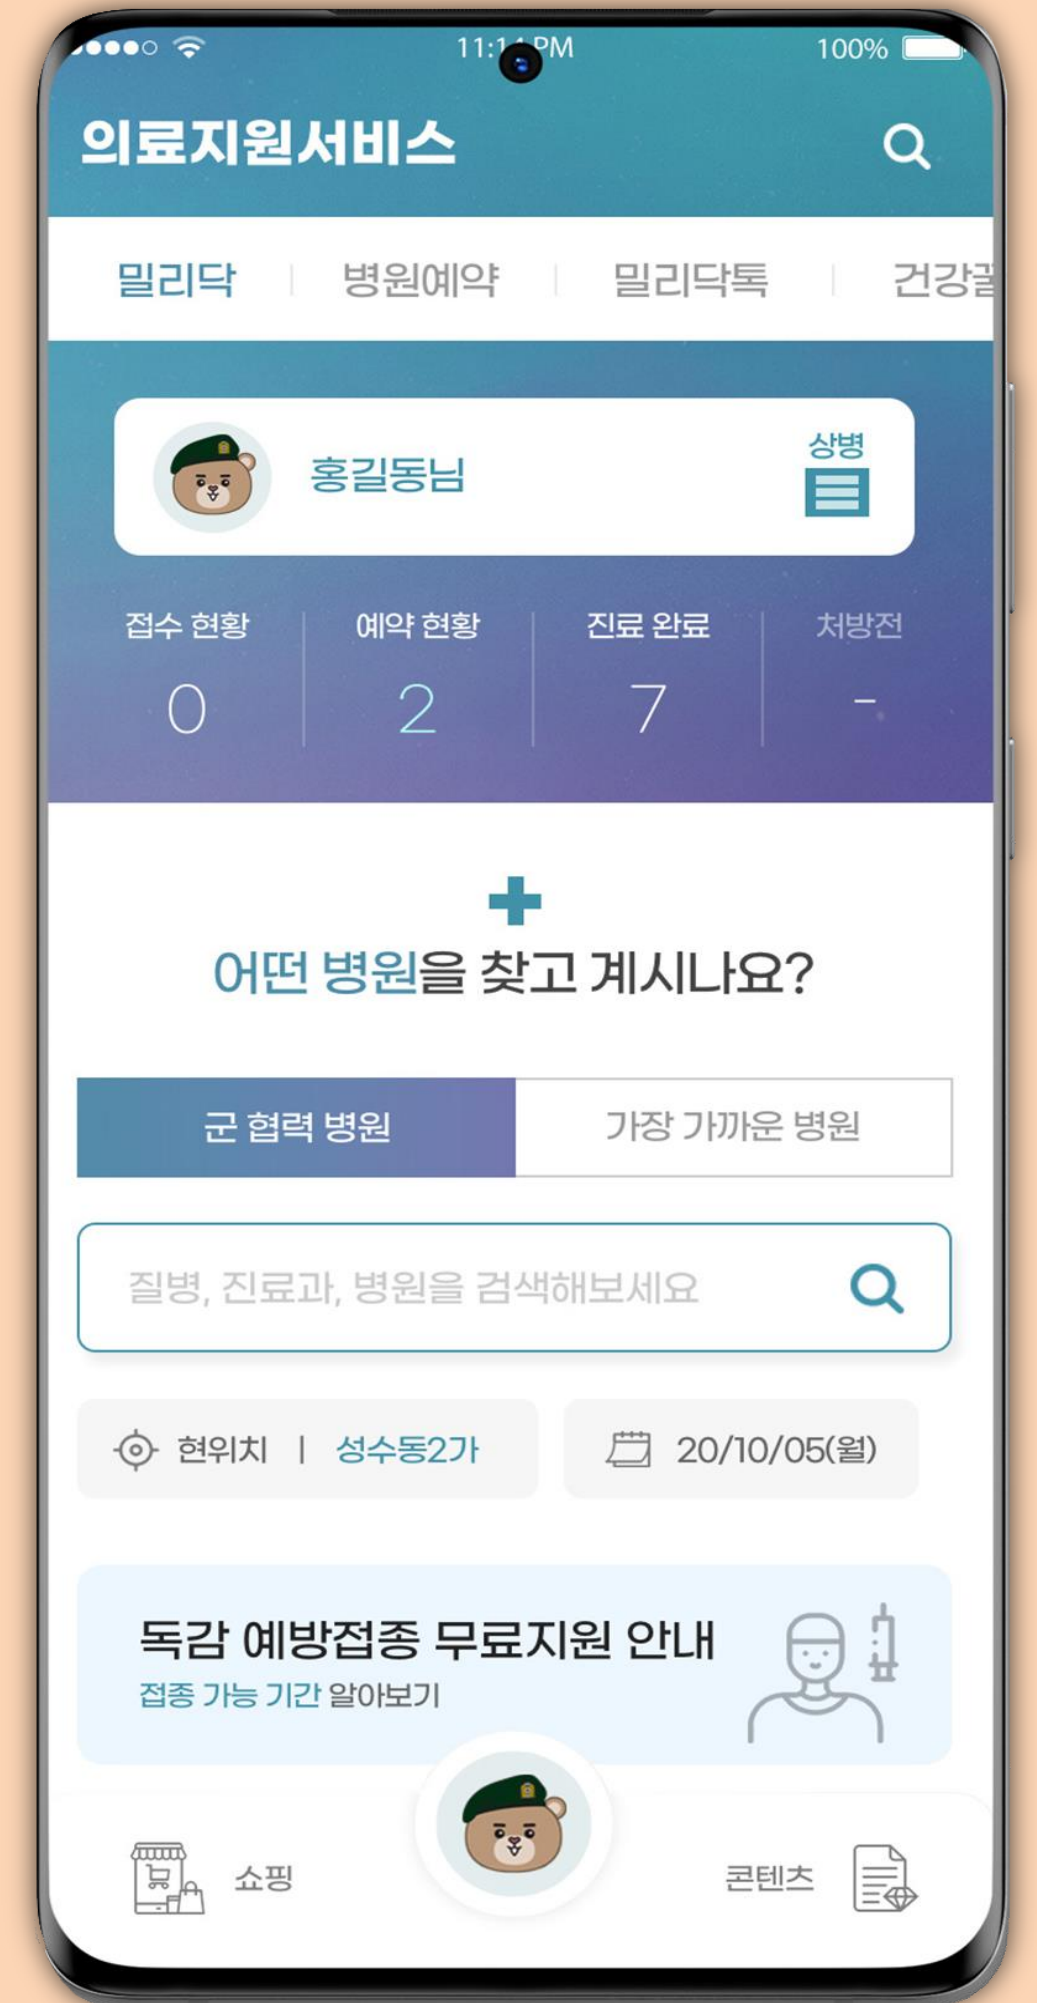 11:14 PM
100%
의료지원서비스
밀리닥
병원예약
밀리닥톡
건강꿀
홍길동님
상병
접수 현황
예약 현황
진료 완료
처방전
0
2
7
-
어떤 병원을 찾고 계시나요?
군 협력 병원
가장 가까운 병원
질병, 진료과, 병원을 검색해보세요
현위치 | 성수동2가
20/10/05(월)
독감 예방접종 무료지원 안내
접종 가능 기간 알아보기
쇼핑
콘텐츠